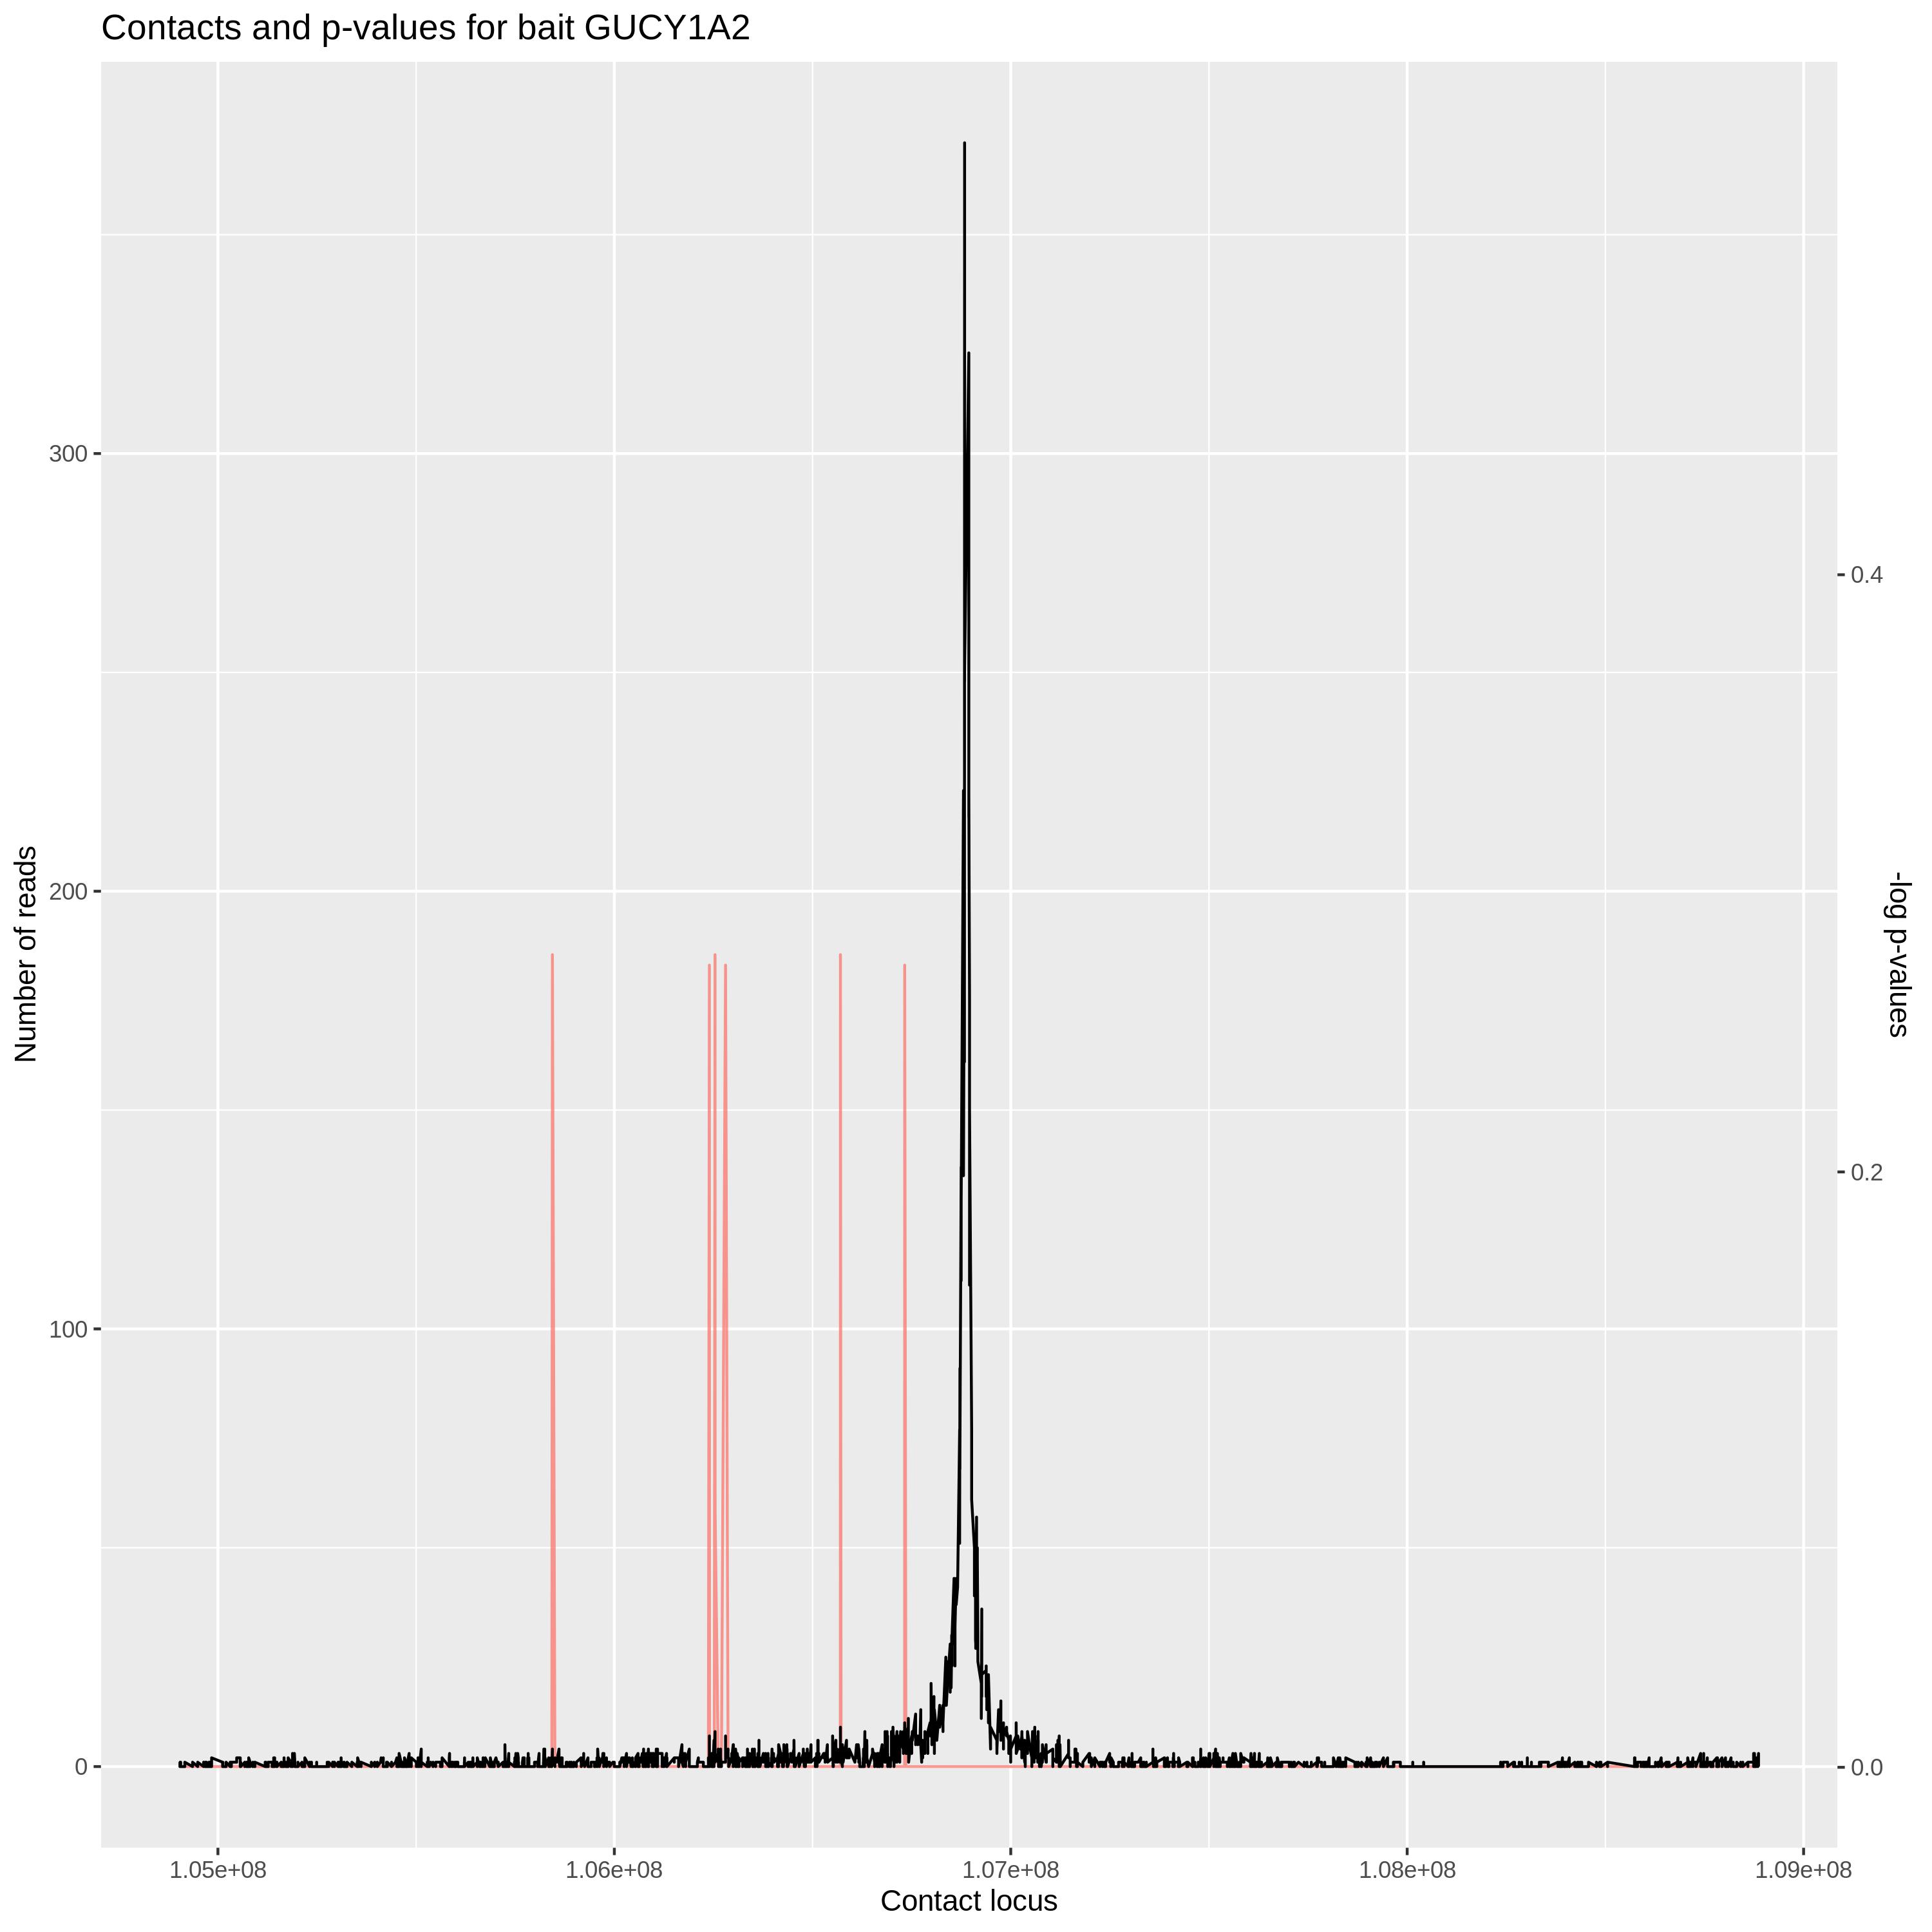 Contacts and p-values for bait GUCY1A2
Number of reads
300
200
100
0
0.4
0.2
0.0
-log p-values
1.05e+08 1.06e+08 1.07e+08 1.08e+08 1.09e+08
Contact locus